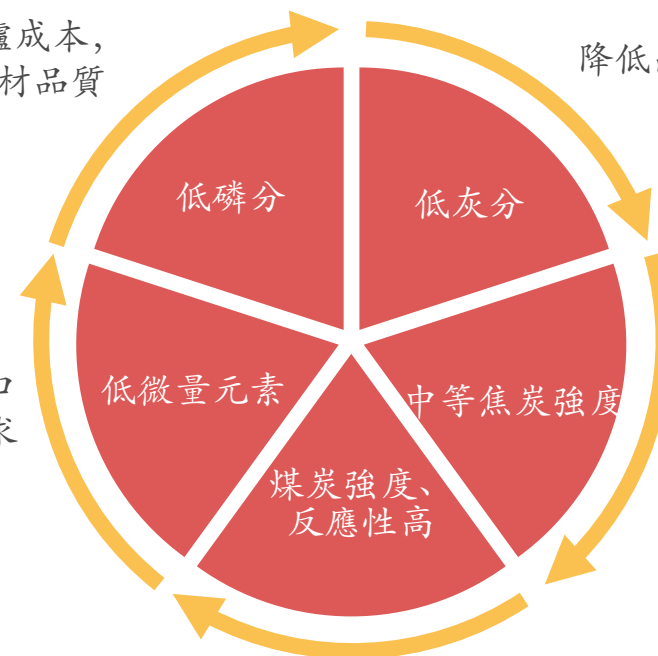 爐成本,
材品質
降低
低磷分
低灰分
低微量元素
中等焦炭強度
煤炭強度、
反應性高
求